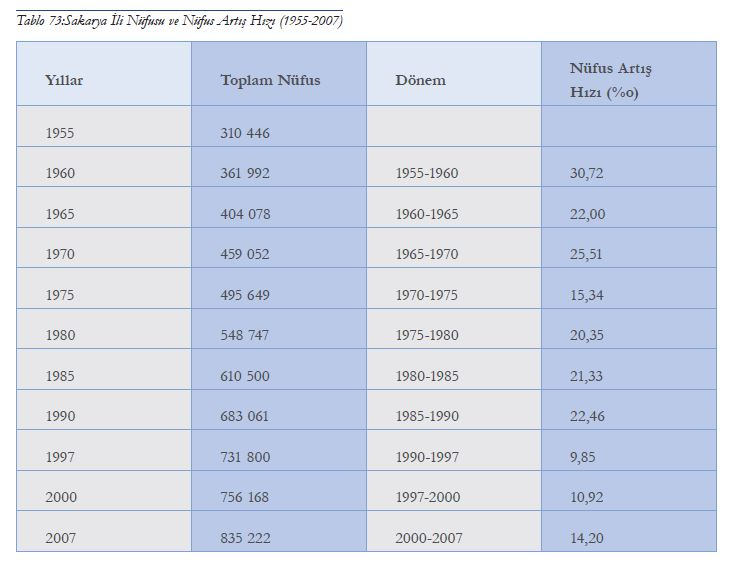 Tablo 73:Sakarya İli Nüfusu ve Nüfus Artış Hızı (1955-2007)
Yıllar Toplam Nüfus Dönem Nüfus Artış Hızı (%o)
1955 310 446
1960 361 992 1955-1960 30,72
1965 404 078 1960-1965 22,00
1970 459 052 1965-1970 25,51
1975 495 649 1970-1975 15,34
1980 548 747 1975-1980 20,35
1985 610 500 1980-1985 21,33
1990 683 061 1985-1990 22,46
1997 731 800 1990-1997 9,85
2000 756 168 1997-2000 10,92
2007 835 222 2000-2007 14,20